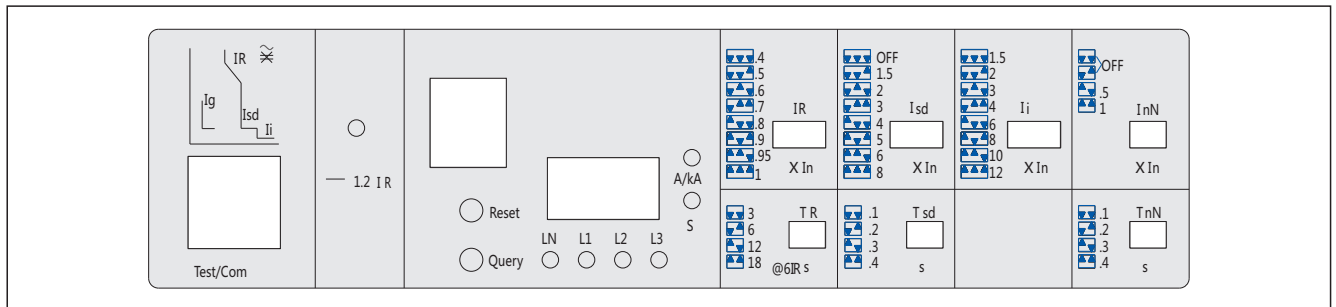 IR
Ig
Isd
Ii
Test/Com
1.2 IR
Reset
Query
LN L1 L2 L3
A/kA
S
.4
.5
.6
.7
.8
.9
.95
1
IR
X In
OFF
1.5
2
3
4
5
6
8
Isd
X In
1.5
2
3
4
6
8
10
12
Ii
X In
OFF
.5
1
InN
X In
3
6
12
18
TR
@6IR s
.1
.2
.3
.4
Tsd
s
.1
.2
.3
.4
TnN
s